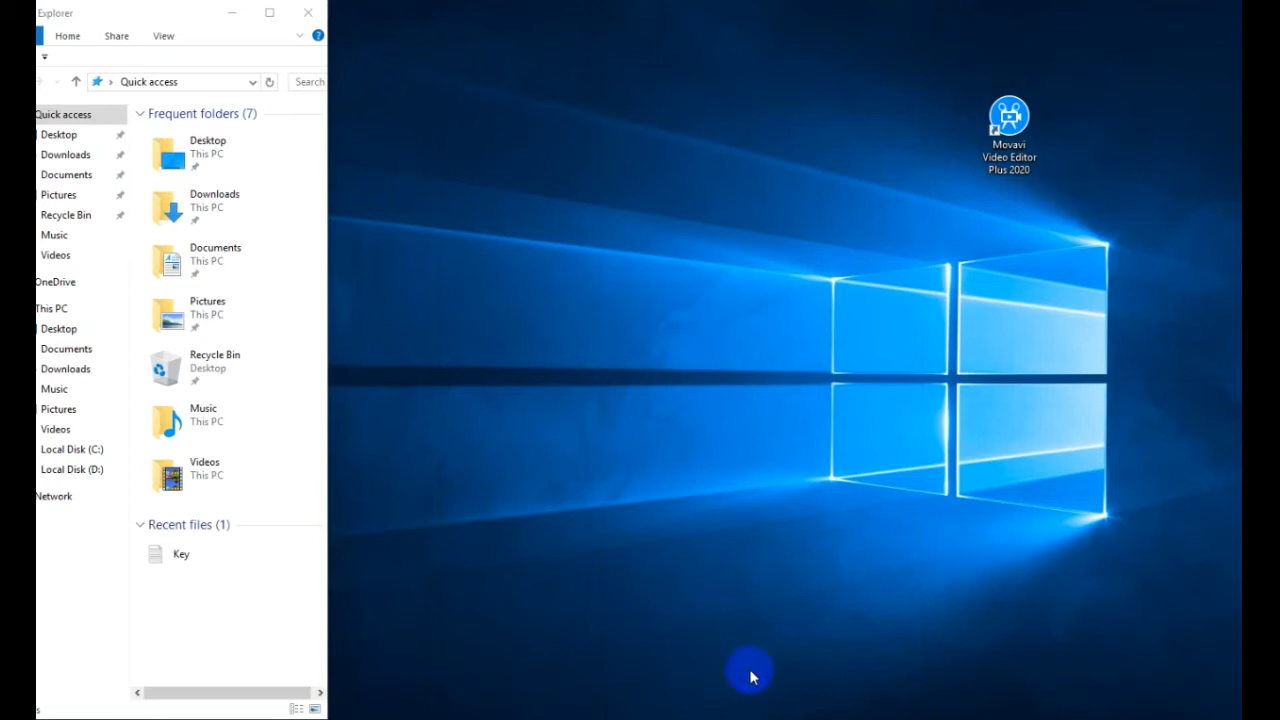 Explorer
Home Share View
Quick access Search
Quick access
Desktop
Downloads
Documents
Pictures
Recycle Bin
Music
Videos
OneDrive
This PC
Desktop
Documents
Downloads
Music
Pictures
Videos
Local Disk (C:)
Local Disk (D:)
Network
s
Frequent folders (7)
Desktop
This PC
Downloads
This PC
Documents
This PC
Pictures
This PC
Recycle Bin
Desktop
Music
This PC
Videos
This PC
Recent files (1)
Key
Movavi
Video Editor
Plus 2020